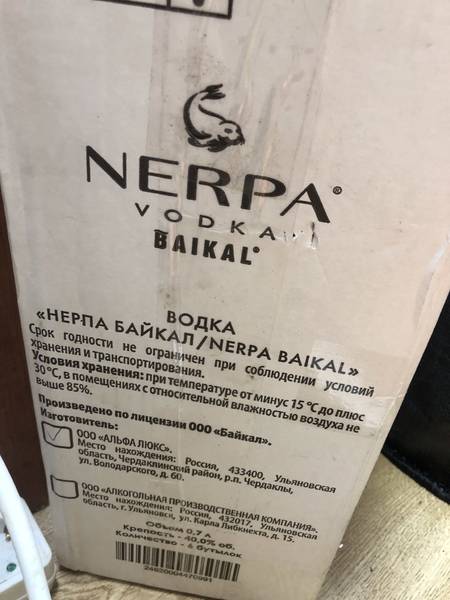 NERPA®
VODKA
BAIKAL®
ВОДКА
«НЕРПА БАЙКАЛ/NERPA BAIKAL»
Срок годности не ограничен при соблюдении условий
хранения и транспортирования.
Условия хранения: при температуре от минус 15 °С до плюс
30 °С, в помещениях с относительной влажностью воздуха не
выше 85%.
Произведено по лицензии ООО «Байкал».
Изготовитель:
ООО «АЛЬФА ЛЮКС».
Место нахождения: Россия, 433400, Ульяновская
область, Чердаклинский район, р.п. Чердаклы,
ул. Володарского, д. 60.
ООО «АЛКОГОЛЬНАЯ ПРОИЗВОДСТВЕННАЯ КОМПАНИЯ».
Место нахождения: Россия, 432017, Ульяновская
область, г. Ульяновск, ул. Карла Либкнехта, д. 15.
Объем 0,7 л
Крепость - 40,0% об.
Количество - 6 бутылок
24620004470991